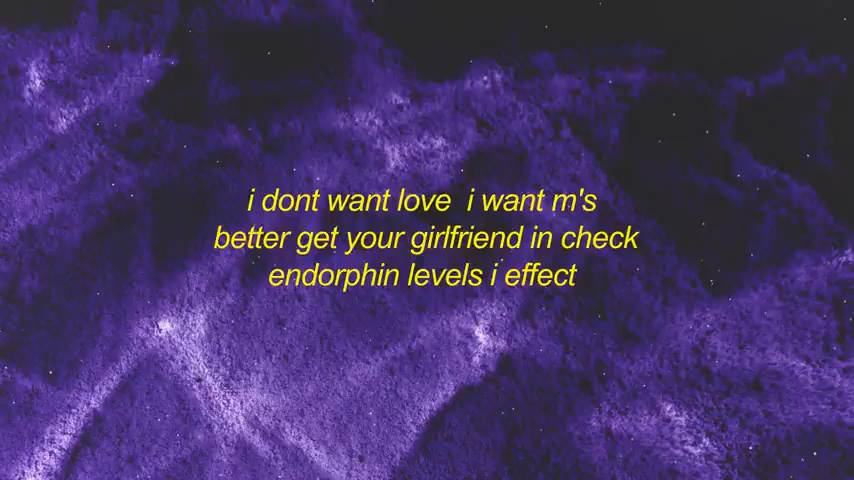 i dont want love  i want m's
better get your girlfriend in check
endorphin levels i effect